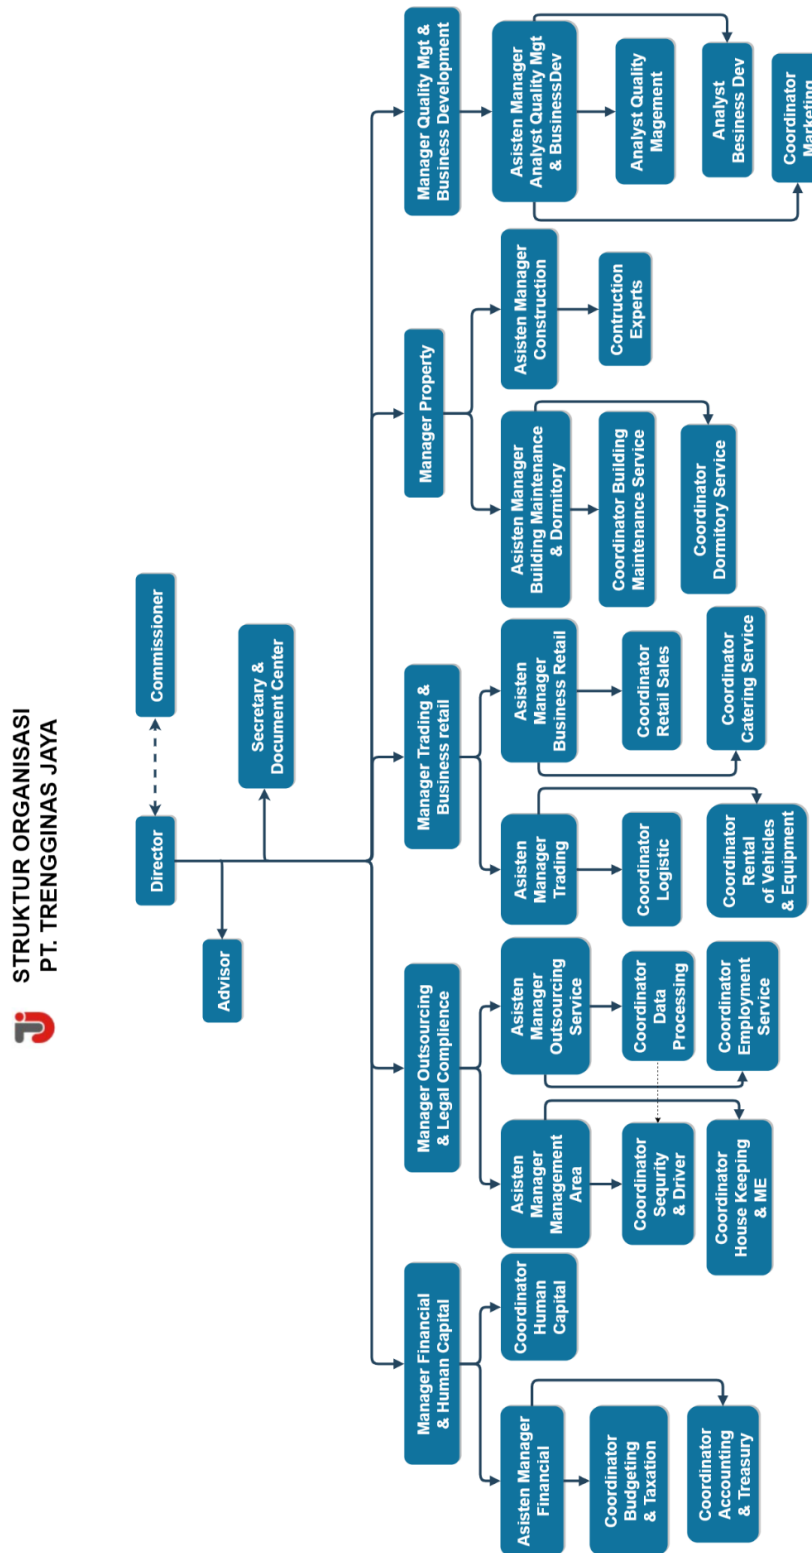 STRUKTUR ORGANISASI
PT. TRENGGINAS JAYA
Director
Commissioner
Advisor
Secretary &
Document Center
Manager Financial
& Human Capital
Manager Outsourcing
& Legal Complience
Manager Trading &
Business retail
Manager Property
Manager Quality Mgt &
Business Development
Asisten Manager
Financial
Coordinator
Human
Capital
Asisten
Manager
Management
Area
Asisten
Manager
Outsourcing
Service
Asisten
Manager
Trading
Asisten
Manager
Business Retail
Asisten Manager
Building Maintenance
& Dormitory
Asisten Manager
Construction
Asisten Manager
Analyst Quality Mgt
& BusinessDev
Coordinator
Budgeting
& Taxation
Coordinator
Sequrity
& Driver
Coordinator
Data
Processing
Coordinator
Logistic
Coordinator
Retail Sales
Coordinator Building
Maintenance Service
Contruction
Experts
Analyst Quality
Magement
Coordinator
Accounting
& Treasury
Coordinator
House Keeping
& ME
Coordinator
Employment
Service
Coordinator
Rental
of Vehicles
& Equipment
Coordinator
Catering Service
Coordinator
Dormitory Service
Analyst
Besiness Dev
Coordinator
Marketing